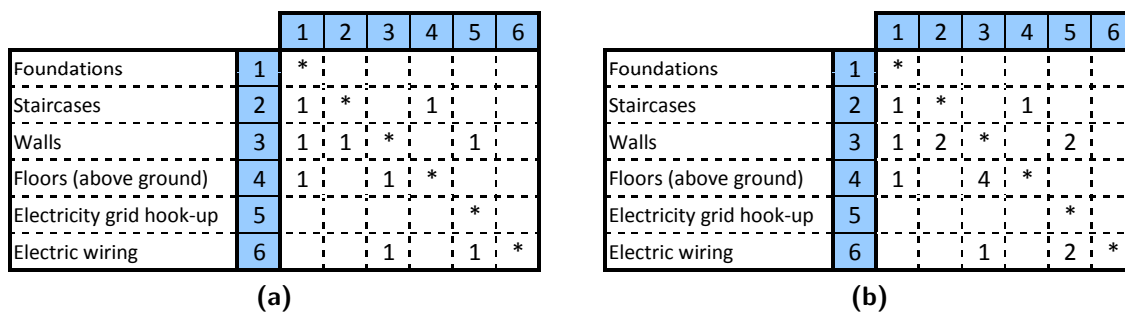 1 2 3 4 5 6 1 2 3 4 5 6
Foundations 1 * Foundations 1 *
Staircases 2 1 * 1 Staircases 2 1 * 1
Walls 3 1 1 * 1 Walls 3 1 2 * 2
Floors (above ground) 4 1 1 * Floors (above ground) 4 1 4 *
Electricity grid hook-up 5 * Electricity grid hook-up 5 *
Electric wiring 6 1 1 * Electric wiring 6 1 2 *
(a) (b)